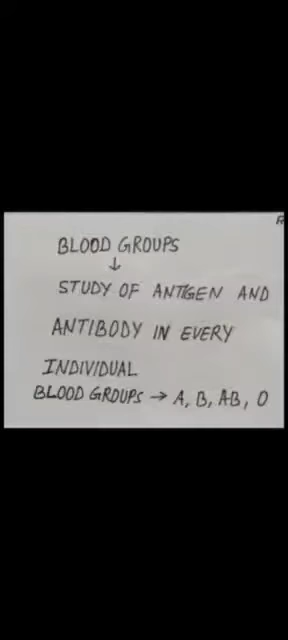 BLOOD GROUPS
↓
STUDY OF ANTIGEN AND
ANTIBODY IN EVERY
INDIVIDUAL
BLOOD GROUPS → A, B, AB, O